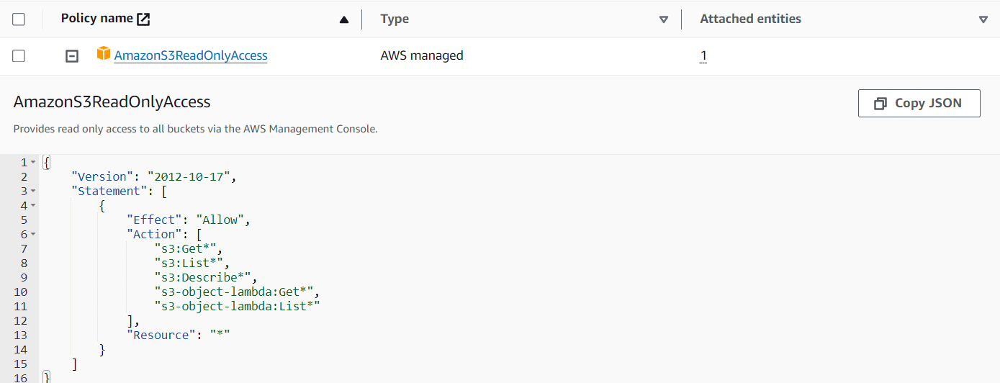 Policy name Type Attached entities
AmazonS3ReadOnlyAccess AWS managed 1
AmazonS3ReadOnlyAccess
Copy JSON
Provides read only access to all buckets via the AWS Management Console.
1 {
2     "Version": "2012-10-17",
3     "Statement": [
4         {
5             "Effect": "Allow",
6             "Action": [
7                 "s3:Get*",
8                 "s3:List*",
9                 "s3:Describe*",
10                 "s3-object-lambda:Get*",
11                 "s3-object-lambda:List*"
12             ],
13             "Resource": "*"
14         }
15     ]
16 }